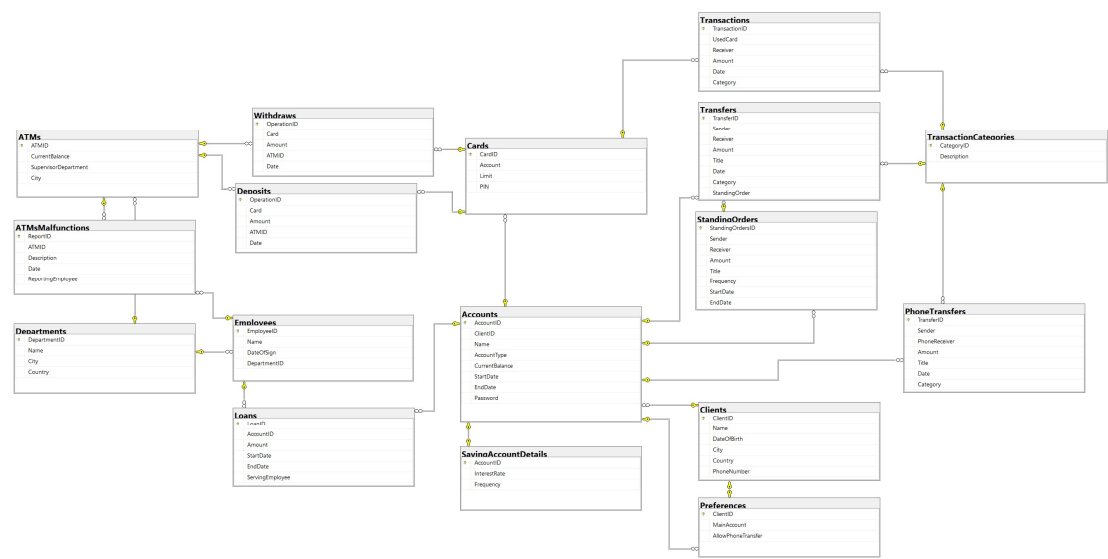 Transactions
TransactionID
UsedCard
Receiver
Amount
Date
Category
Transfers
TransferID
Sender
Receiver
Amount
Title
Date
Category
StandingOrder
TransactionCategories
CategoryID
Description
Withdraws
OperationID
Card
Amount
ATMID
Date
ATMs
ATMID
CurrentBalance
SupervisorDepartment
City
Cards
CardID
Account
Limit
PIN
Deposits
OperationID
Card
Amount
ATMID
Date
StandingOrders
StandingOrdersID
Sender
Receiver
Amount
Title
Frequency
StartDate
EndDate
ATMsMalfunctions
ReportID
ATMID
Description
Date
ReportingEmployee
Departments
DepartmentID
Name
City
Country
Employees
EmployeeID
Name
DateOfSign
DepartmentID
Accounts
AccountID
ClientID
Name
AccountType
CurrentBalance
StartDate
EndDate
Password
PhoneTransfers
TransferID
Sender
PhoneReceiver
Amount
Title
Date
Category
Loans
LoanID
AccountID
Amount
StartDate
EndDate
ServingEmployee
Clients
ClientID
Name
DateOfBirth
City
Country
PhoneNumber
SavingAccountDetails
AccountID
InterestRate
Frequency
Preferences
ClientID
MainAccount
AllowPhoneTransfer